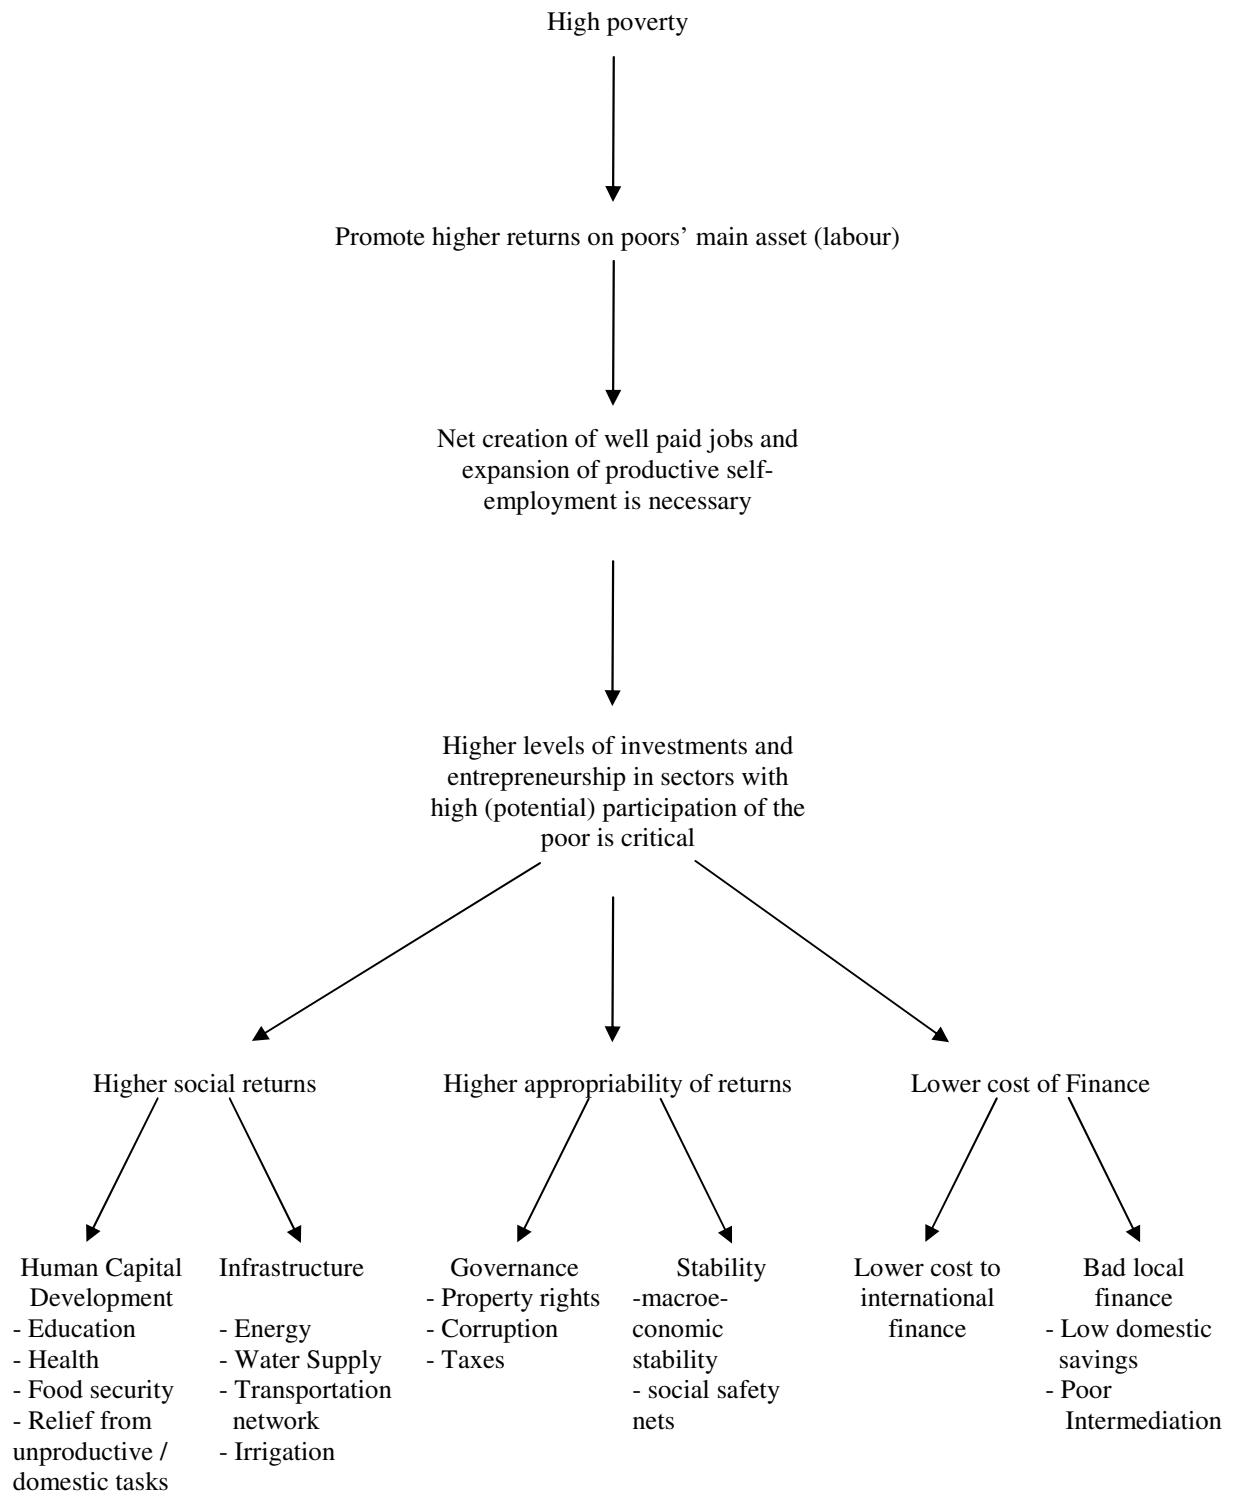 High poverty
Promote higher returns on poors’ main asset (labour)
Net creation of well paid jobs and
expansion of productive self-
employment is necessary
Higher levels of investments and
entrepreneurship in sectors with
high (potential) participation of the
poor is critical
Higher social returns
Higher appropriability of returns
Lower cost of Finance
Human Capital
Development
- Education
- Health
- Food security
- Relief from
unproductive /
domestic tasks
Infrastructure
- Energy
- Water Supply
- Transportation
network
- Irrigation
Governance
- Property rights
- Corruption
- Taxes
Stability
-macroe-
conomic
stability
- social safety
nets
Lower cost to
international
finance
Bad local
finance
- Low domestic
savings
- Poor
Intermediation